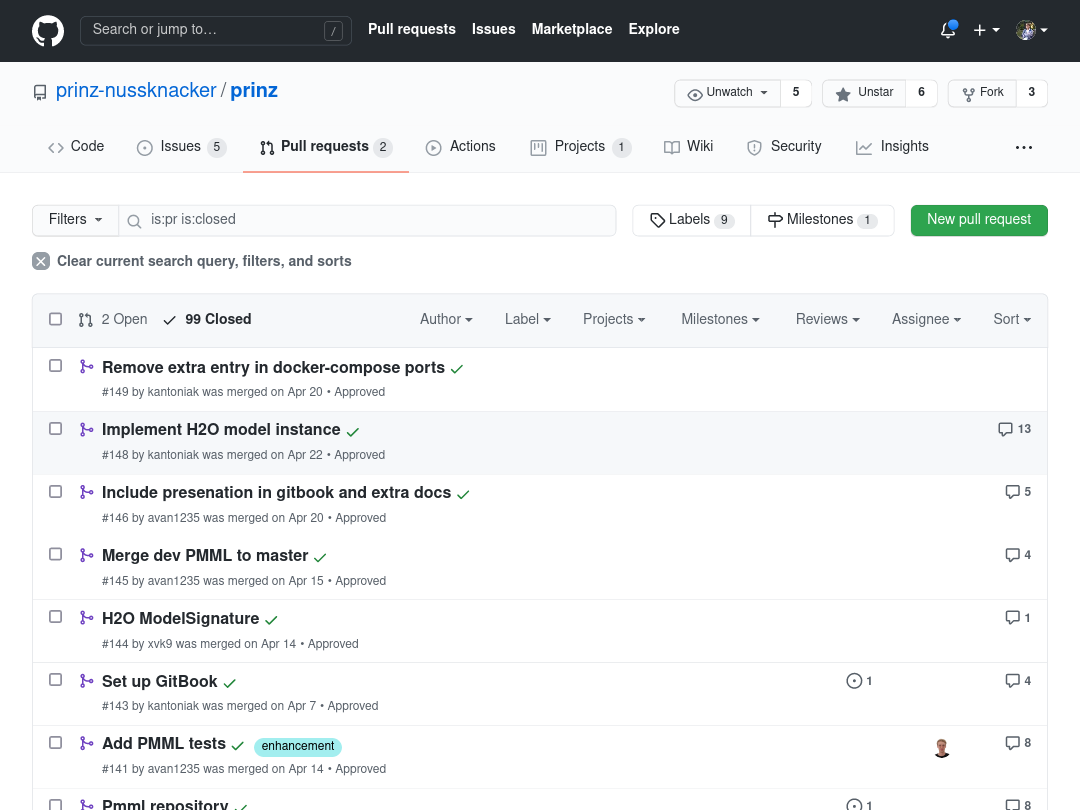 Search or jump to… / Pull requests Issues Marketplace Explore
prinz-nussknacker / prinz Unwatch 5 Unstar 6 Fork 3
Code Issues 5 Pull requests 2 Actions Projects 1 Wiki Security Insights
Filters is:pr is:closed Labels 9 Milestones 1 New pull request
Clear current search query, filters, and sorts
2 Open 99 Closed Author Label Projects Milestones Reviews Assignee Sort
Remove extra entry in docker-compose ports
#149 by kantoniak was merged on Apr 20 • Approved
Implement H2O model instance 13
#148 by kantoniak was merged on Apr 22 • Approved
Include presenation in gitbook and extra docs 5
#146 by avan1235 was merged on Apr 20 • Approved
Merge dev PMML to master 4
#145 by avan1235 was merged on Apr 15 • Approved
H2O ModelSignature 1
#144 by xvk9 was merged on Apr 14 • Approved
Set up GitBook 1 4
#143 by kantoniak was merged on Apr 7 • Approved
Add PMML tests enhancement 8
#141 by avan1235 was merged on Apr 14 • Approved
Pmml repository 1 8